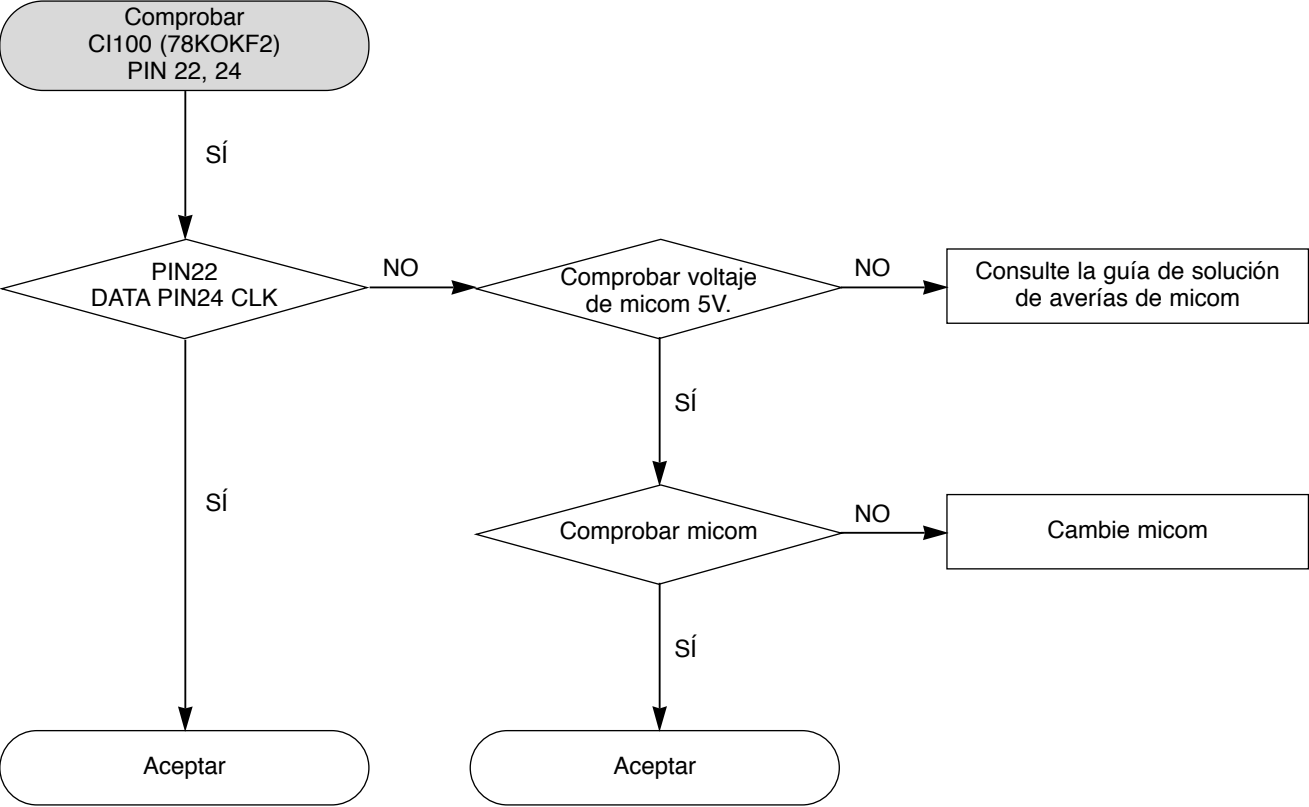 Comprobar
CI100 (78KOKF2)
PIN 22, 24
SÍ
PIN22
DATA PIN24 CLK
NO
Comprobar voltaje
de micom 5V.
NO
Consulte la guía de solución
de averías de micom
SÍ
SÍ
Comprobar micom
NO
Cambie micom
SÍ
Aceptar
Aceptar